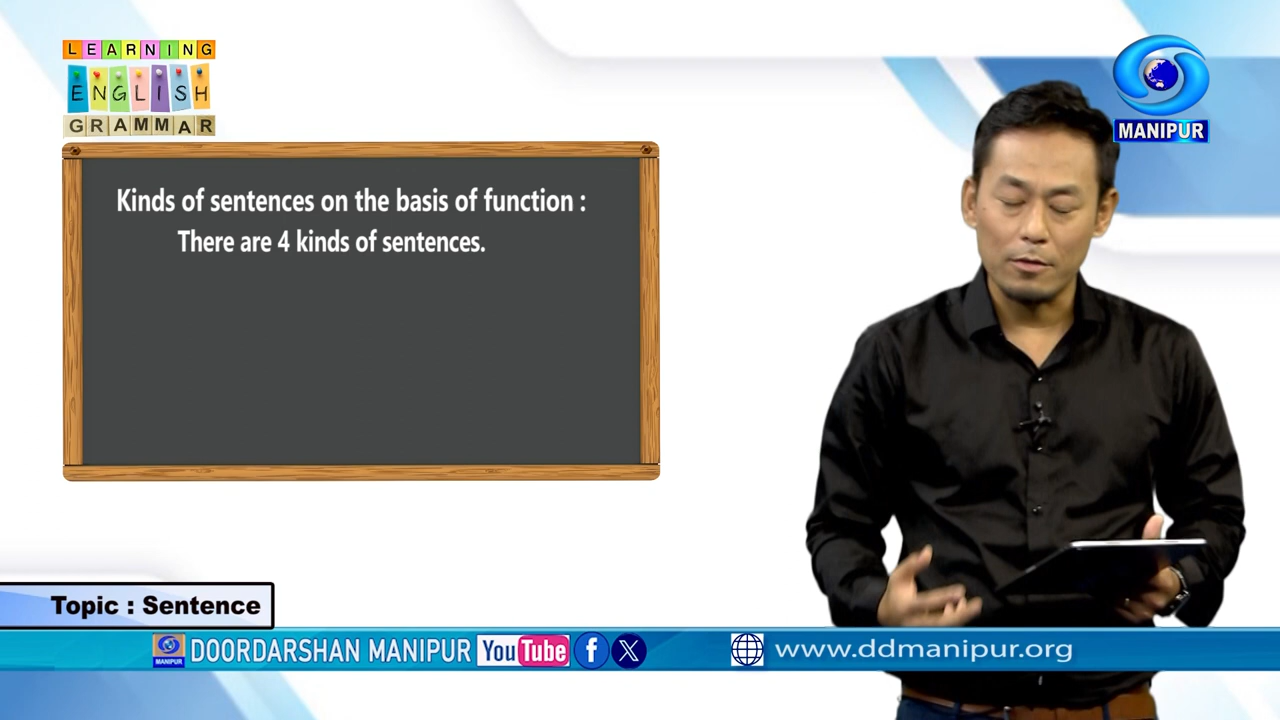 LEARNING
ENGLISH
GRAMMAR
MANIPUR
Kinds of sentences on the basis of function :
There are 4 kinds of sentences.
Topic : Sentence
MANIPUR
DOORDARSHAN MANIPUR YouTube f X www.ddmanipur.org